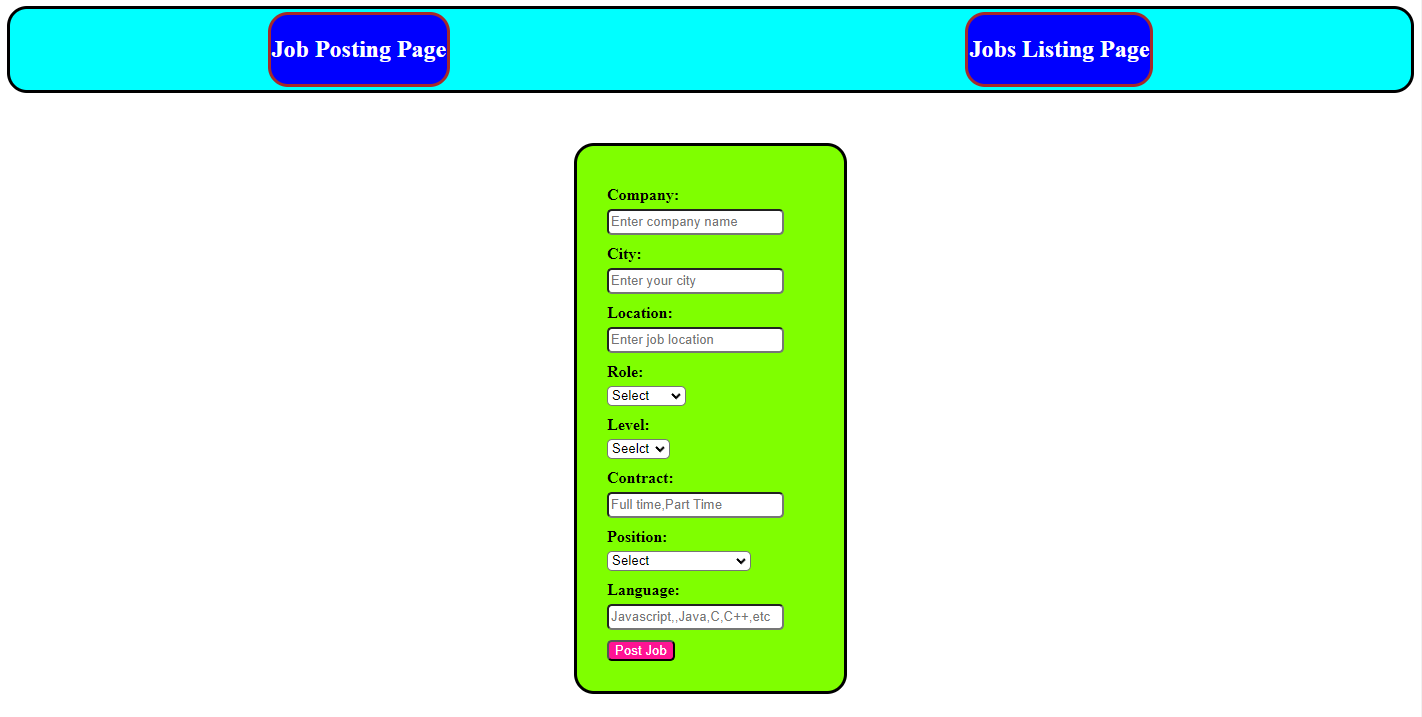 Job Posting Page
Jobs Listing Page
Company:
Enter company name
City:
Enter your city
Location:
Enter job location
Role:
Select
Level:
Seelct
Contract:
Full time,Part Time
Position:
Select
Language:
Javascript,,Java,C,C++,etc
Post Job